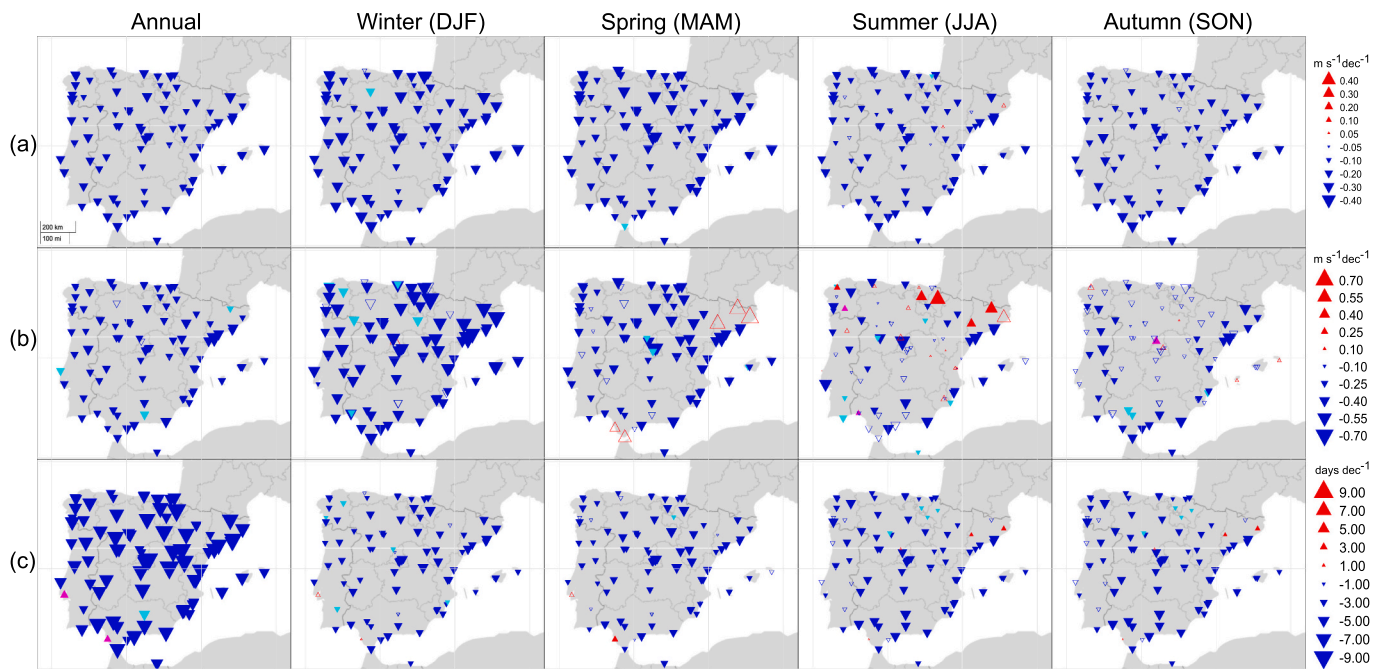 Annual
Winter (DJF)
Spring (MAM)
Summer (JJA)
Autumn (SON)
(a)
200 km
100 mi
m s⁻¹dec⁻¹
0.40
0.30
0.20
0.10
0.05
-0.05
-0.10
-0.20
-0.30
-0.40
(b)
m s⁻¹dec⁻¹
0.70
0.55
0.40
0.25
0.10
-0.10
-0.25
-0.40
-0.55
-0.70
(c)
days dec⁻¹
9.00
7.00
5.00
3.00
1.00
-1.00
-3.00
-5.00
-7.00
-9.00